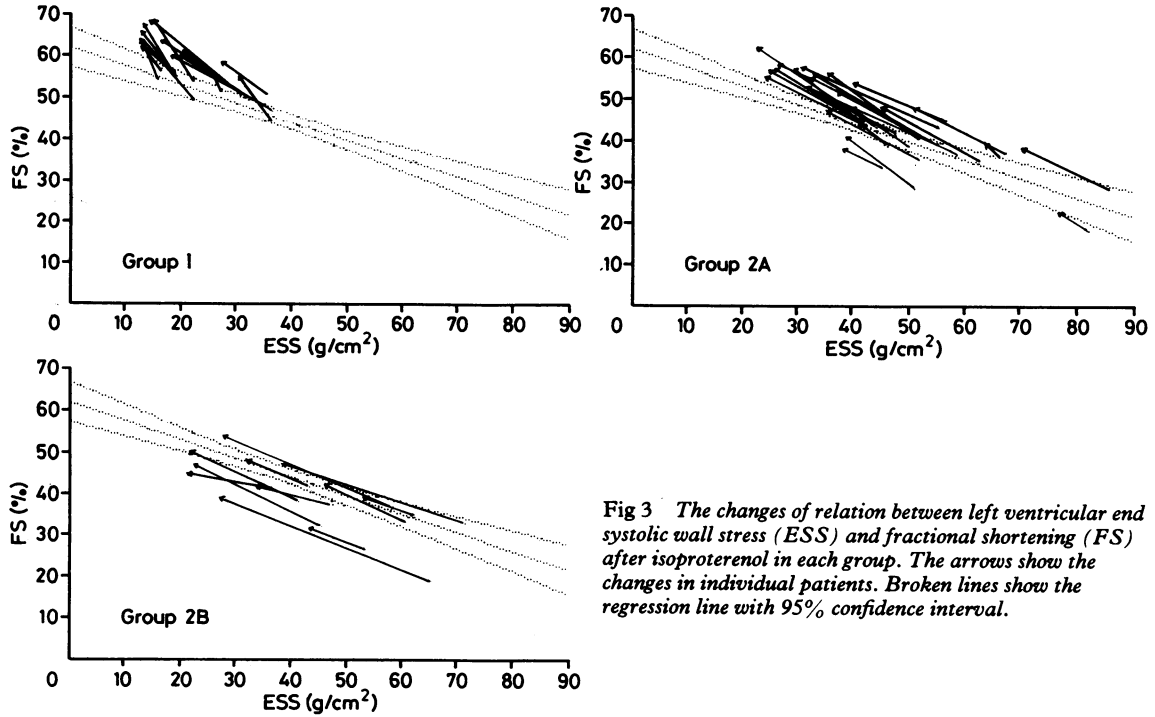 70
60
50
40
30
20
10
FS (%)
Group 1
0 10 20 30 40 50 60 70 80 90
ESS (g/cm²)
70
60
50
40
30
20
10
FS (%)
Group 2A
0 10 20 30 40 50 60 70 80 90
ESS (g/cm²)
70
60
50
40
30
20
10
FS (%)
Group 2B
0 10 20 30 40 50 60 70 80 90
ESS (g/cm²)
Fig 3 The changes of relation between left ventricular end
systolic wall stress (ESS) and fractional shortening (FS)
after isoproterenol in each group. The arrows show the
changes in individual patients. Broken lines show the
regression line with 95% confidence interval.